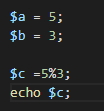 $a = 5;
$b = 3;
$c =5%3;
echo $c;